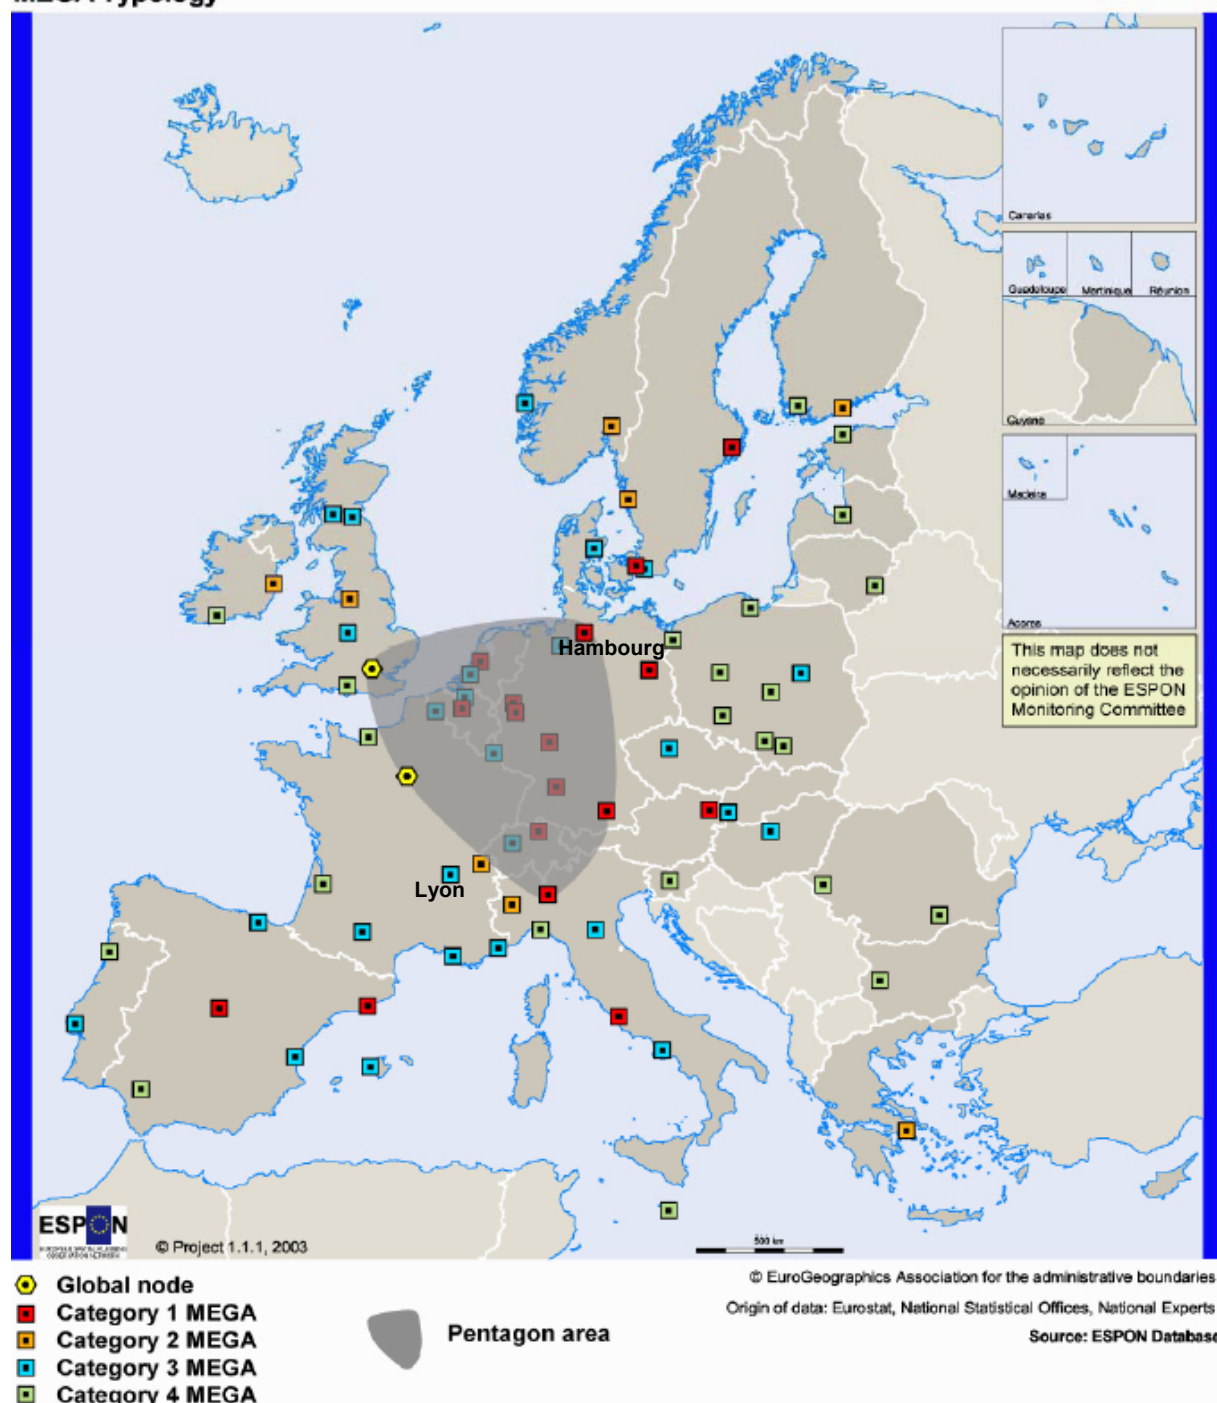 MEGA Typology
Canarias
Guadeloupe
Martinique
Réunion
Guyane
Madeira
Acores
This map does not
necessarily reflect the
opinion of the ESPON
Monitoring Committee
Hambourg
Lyon
ESPON
© Project 1.1.1, 2003
500 km
Global node
Category 1 MEGA
Category 2 MEGA
Category 3 MEGA
Category 4 MEGA
Pentagon area
© EuroGeographics Association for the administrative boundaries
Origin of data: Eurostat, National Statistical Offices, National Experts
Source: ESPON Database